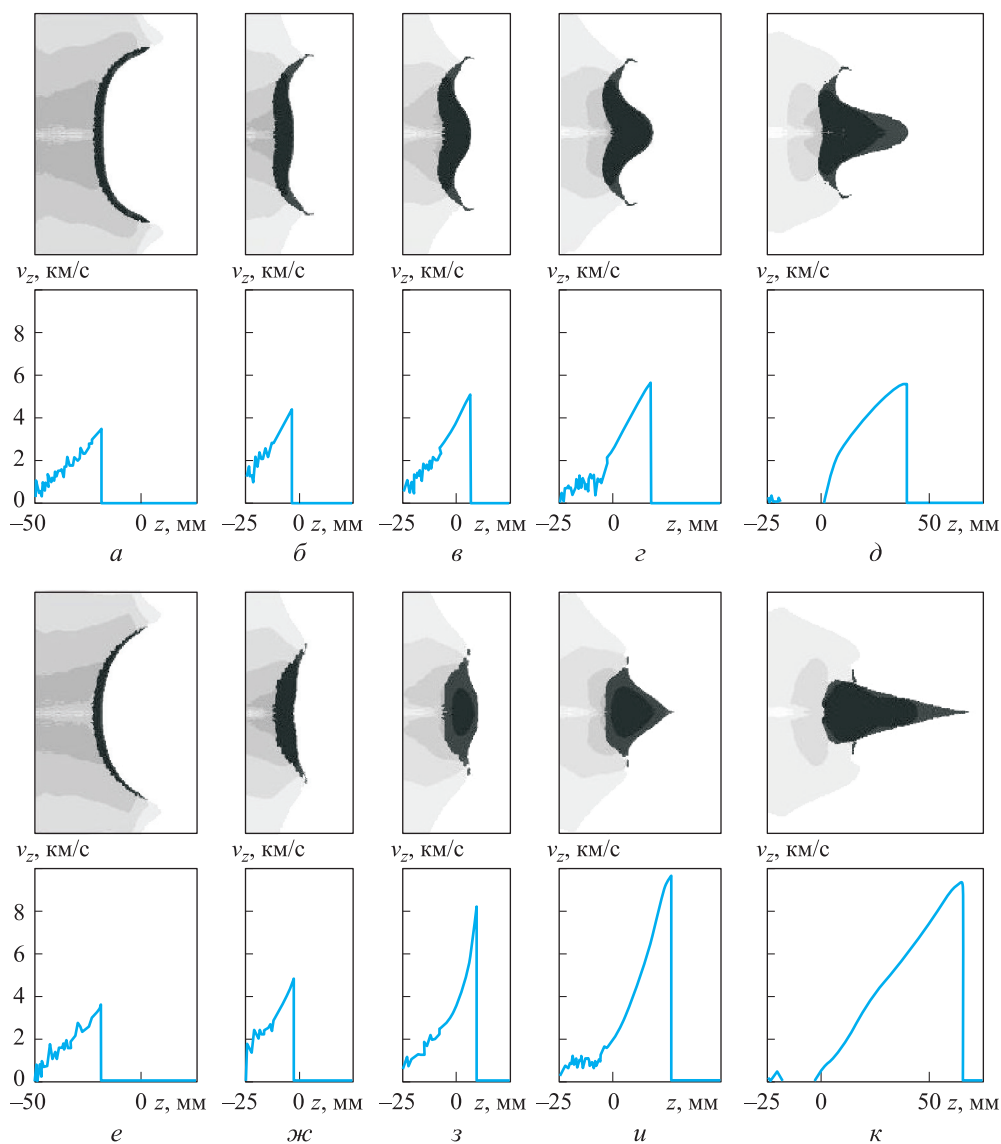 v_z, км/с v_z, км/с v_z, км/с v_z, км/с v_z, км/с
8
6
4
2
0
–50 0 z, мм –25 0 z, мм –25 0 z, мм –25 0 z, мм –25 0 50 z, мм
а б в г д
v_z, км/с v_z, км/с v_z, км/с v_z, км/с v_z, км/с
8
6
4
2
0
–50 0 z, мм –25 0 z, мм –25 0 z, мм –25 0 z, мм –25 0 50 z, мм
е ж з и к